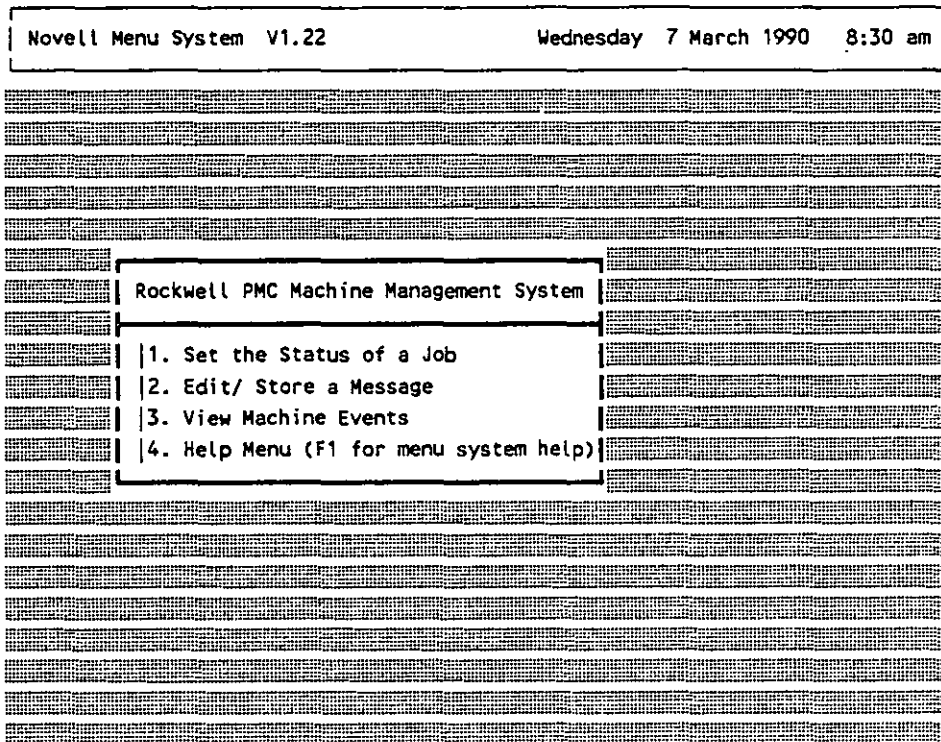 Novell Menu System V1.22 Wednesday 7 March 1990 8:30 am
Rockwell PMC Machine Management System
1. Set the Status of a Job
2. Edit/ Store a Message
3. View Machine Events
4. Help Menu (F1 for menu system help)